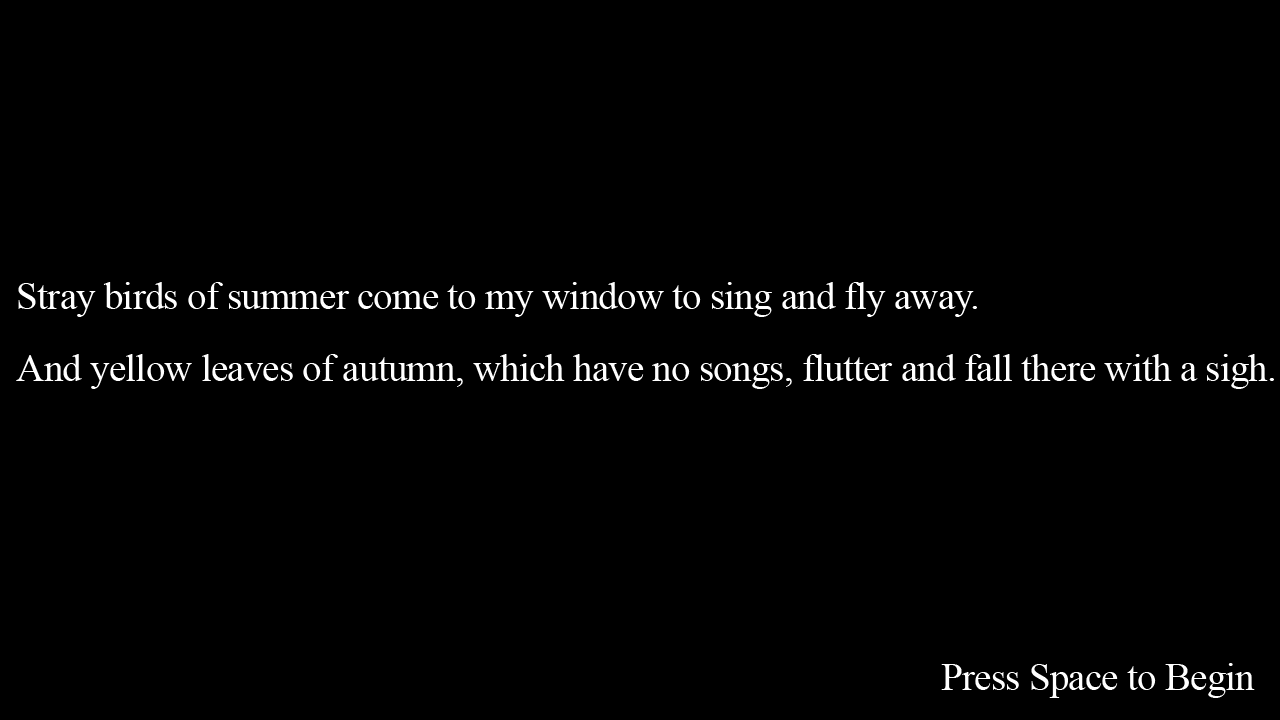 Stray birds of summer come to my window to sing and fly away.
And yellow leaves of autumn, which have no songs, flutter and fall there with a sigh.
Press Space to Begin